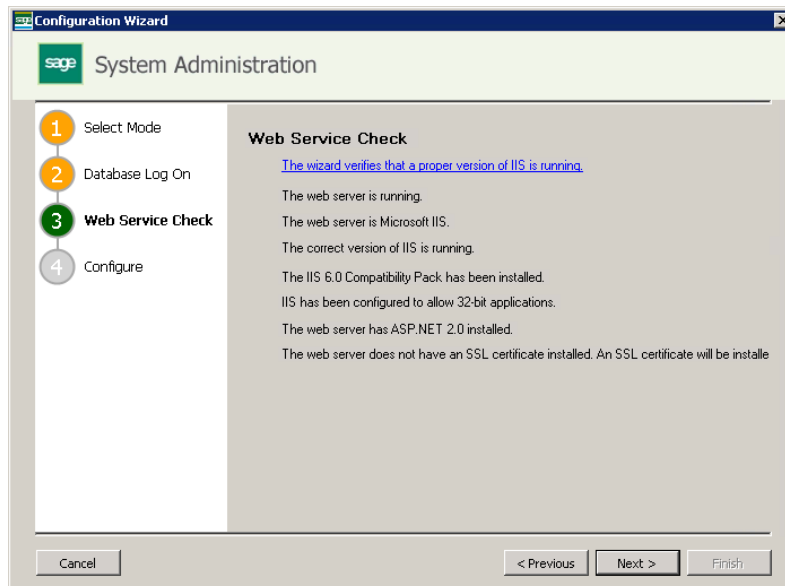 Configuration Wizard
sage
System Administration
1 Select Mode
2 Database Log On
3 Web Service Check
4 Configure
Web Service Check
The wizard verifies that a proper version of IIS is running.
The web server is running.
The web server is Microsoft IIS.
The correct version of IIS is running.
The IIS 6.0 Compatibility Pack has been installed.
IIS has been configured to allow 32-bit applications.
The web server has ASP.NET 2.0 installed.
The web server does not have an SSL certificate installed. An SSL certificate will be installe
Cancel
< Previous
Next >
Finish